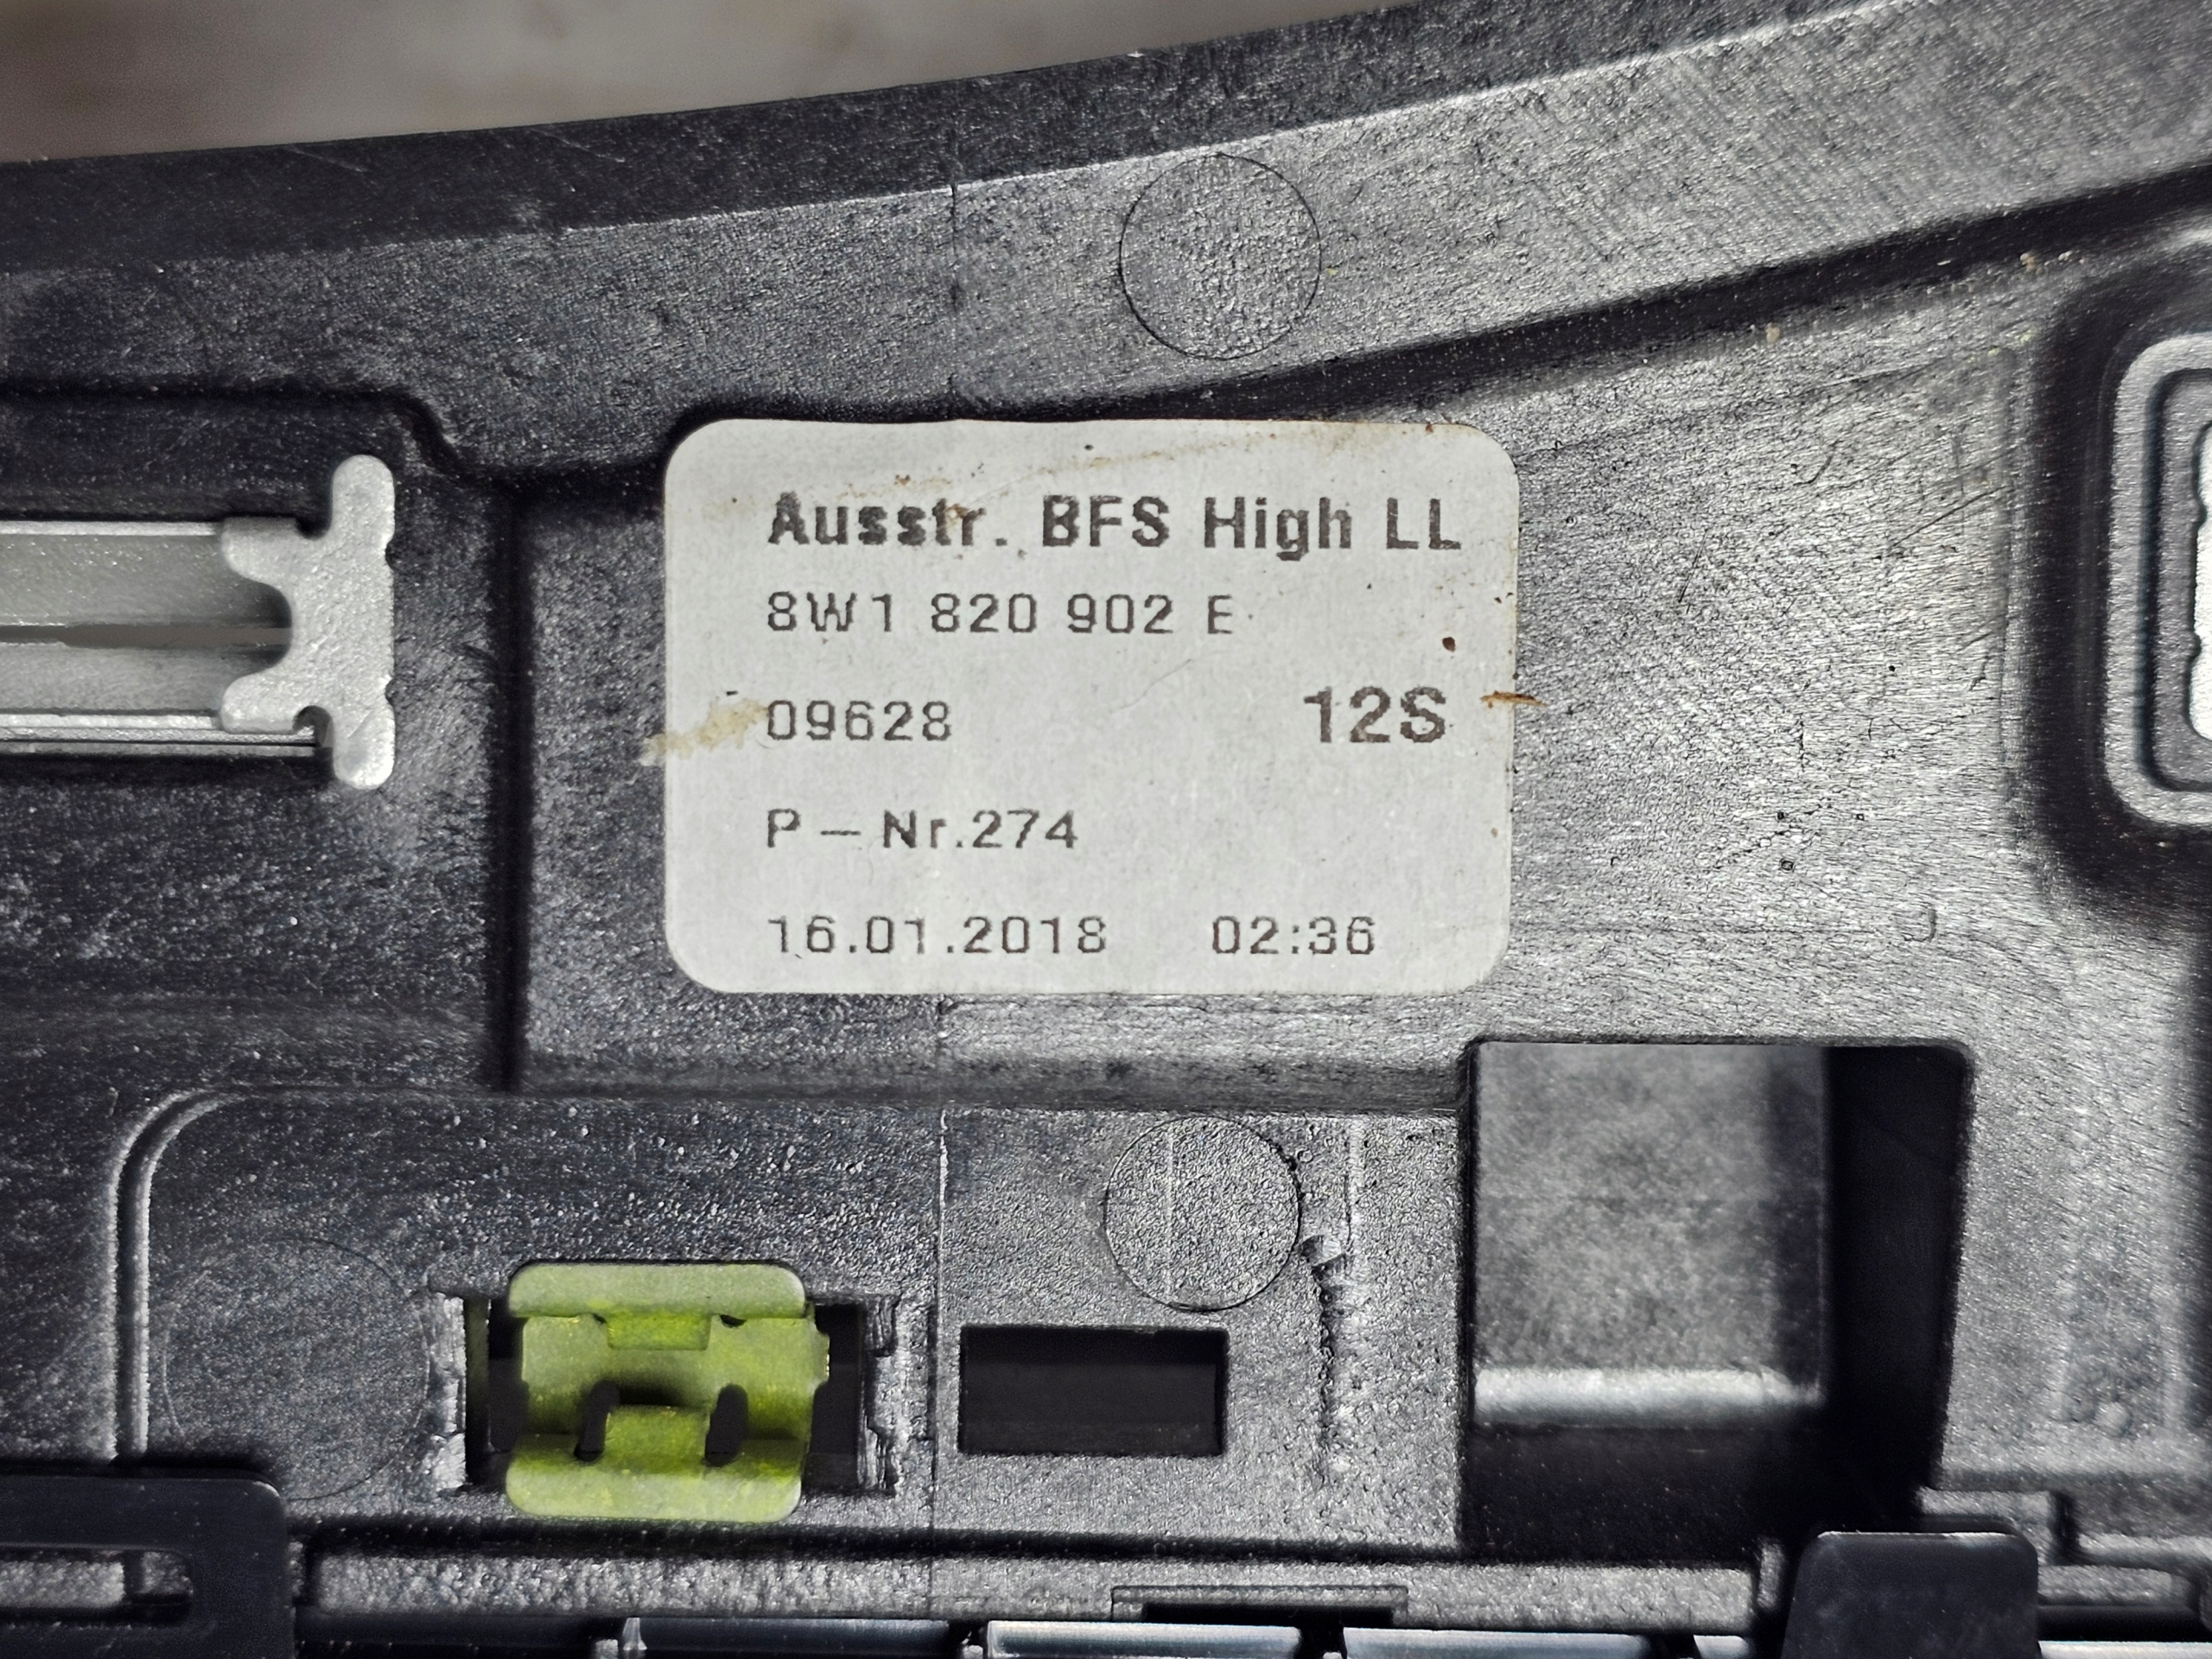 Ausstr. BFS High LL
8W1 820 902 E
09628 12S
P – Nr.274
16.01.2018 02:36